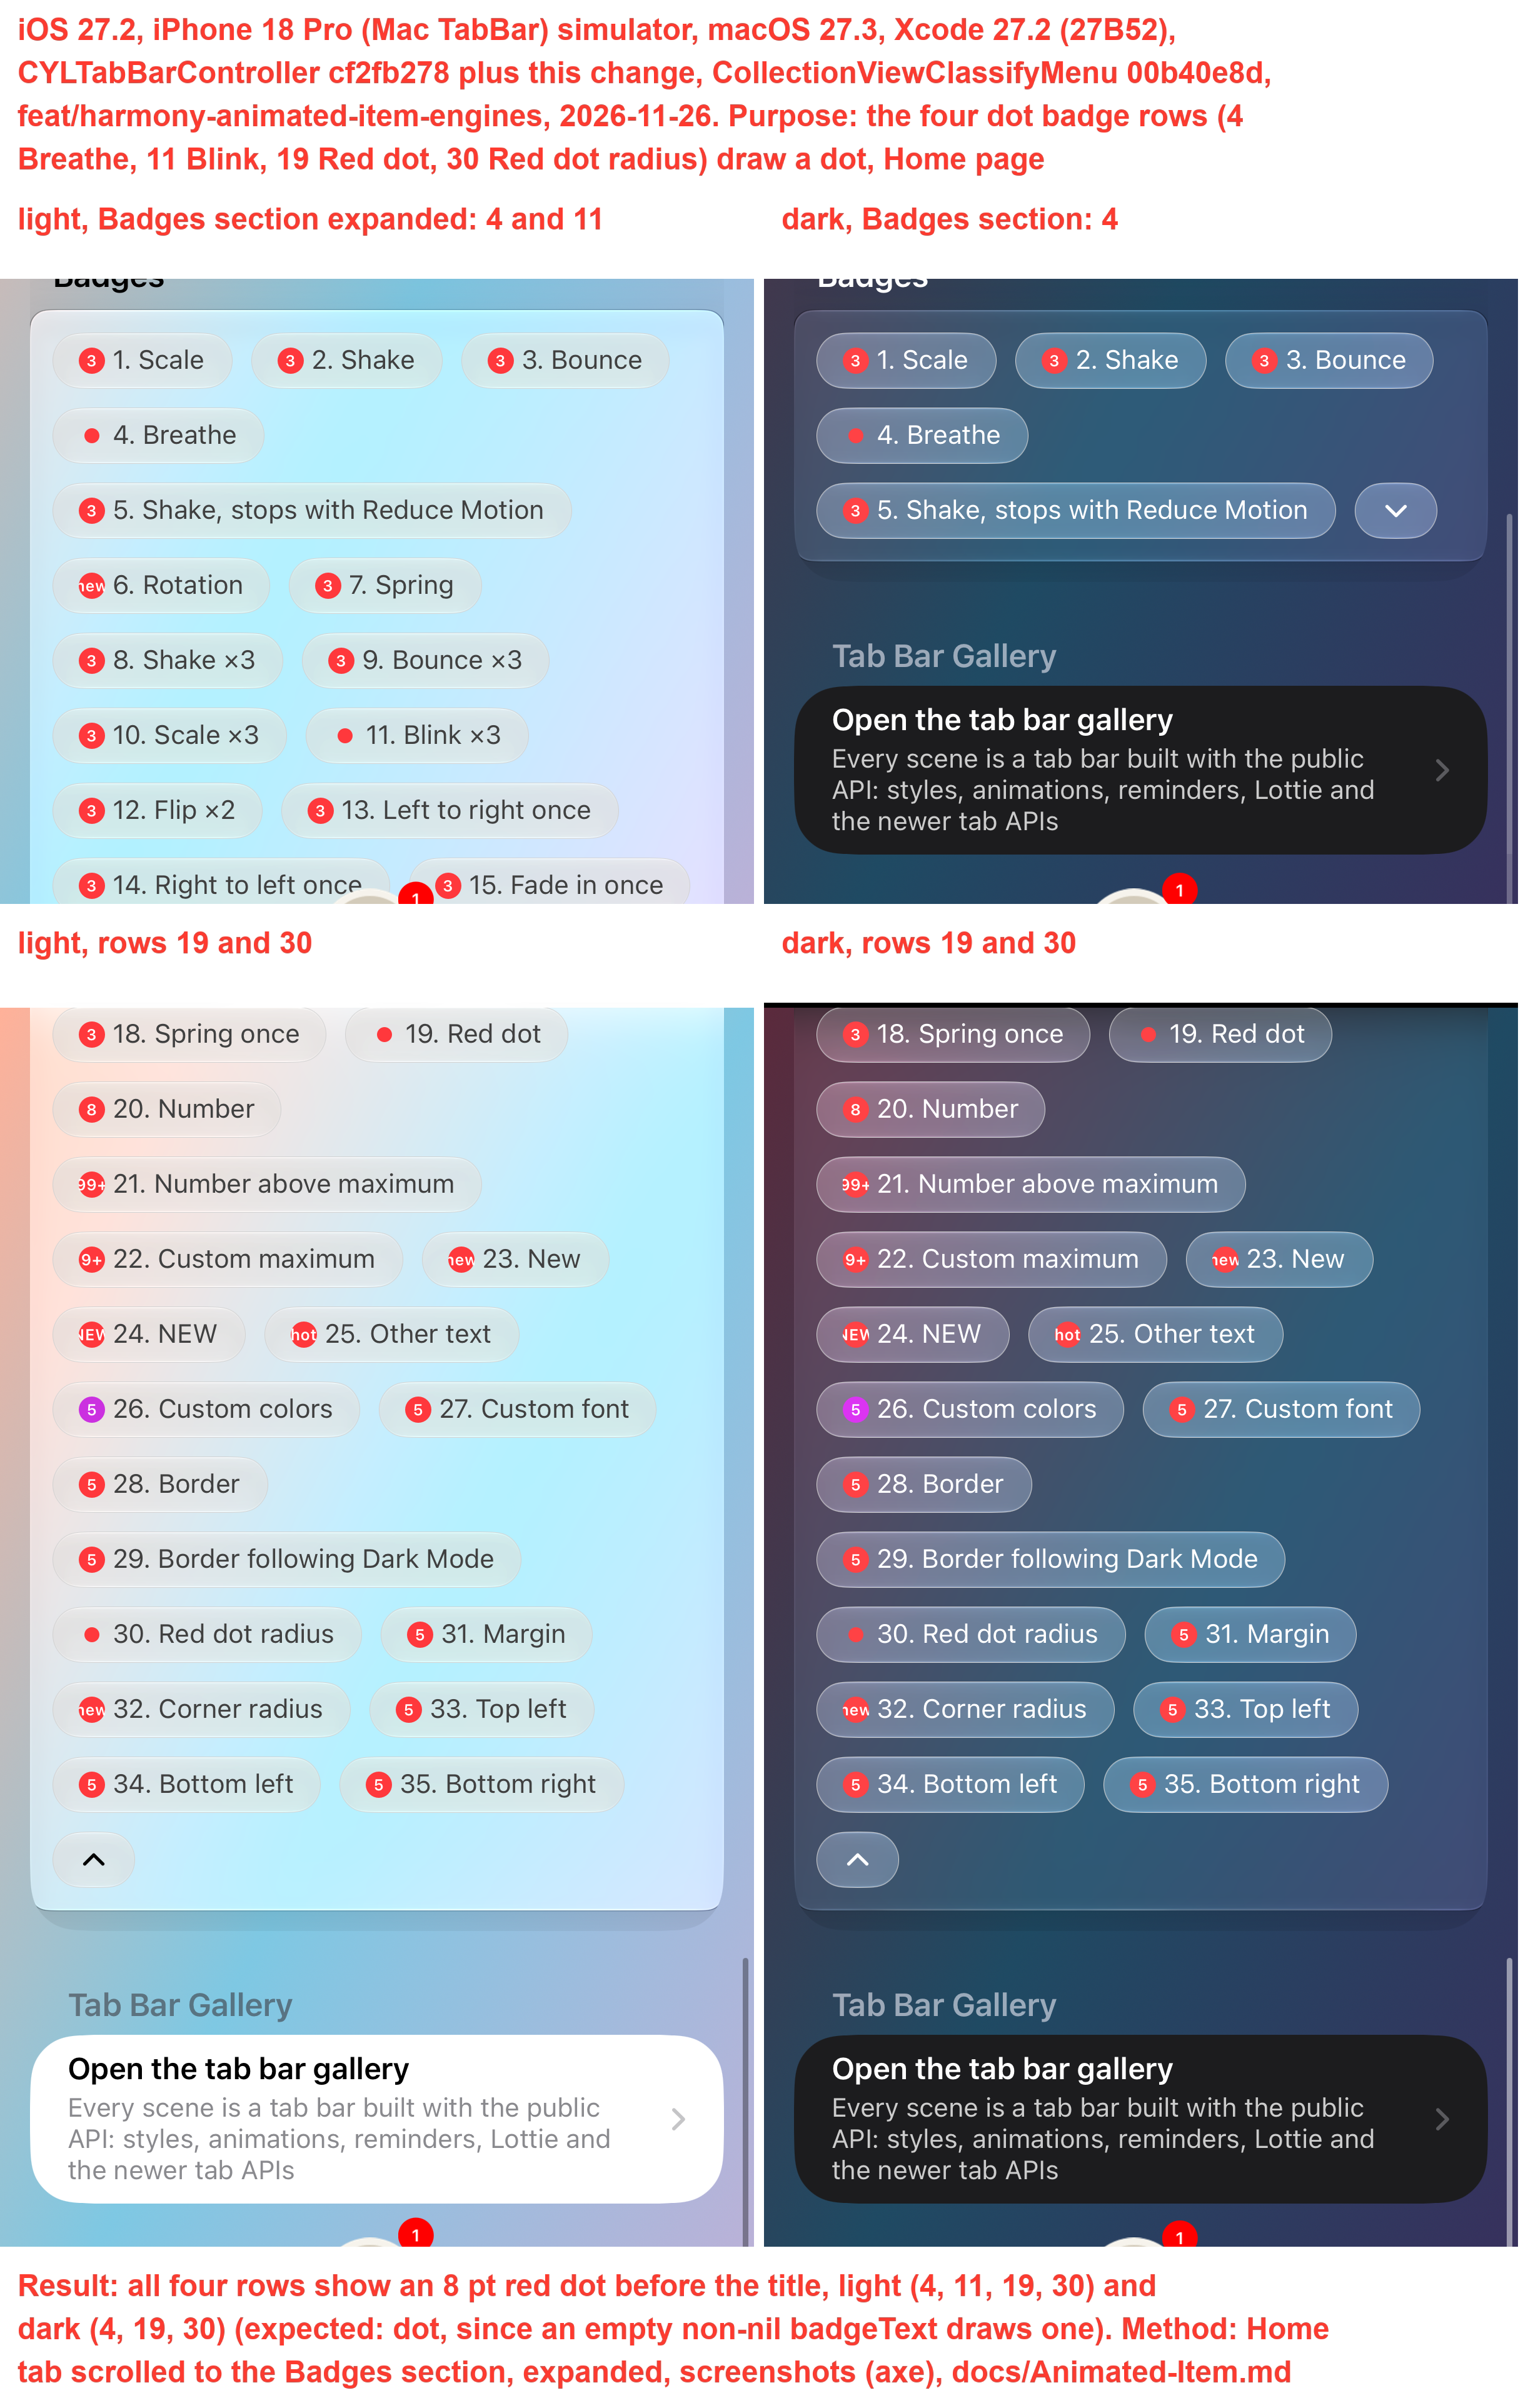 iOS 27.2, iPhone 18 Pro (Mac TabBar) simulator, macOS 27.3, Xcode 27.2 (27B52),
CYLTabBarController cf2fb278 plus this change, CollectionViewClassifyMenu 00b40e8d,
feat/harmony-animated-item-engines, 2026-11-26. Purpose: the four dot badge rows (4
Breathe, 11 Blink, 19 Red dot, 30 Red dot radius) draw a dot, Home page
light, Badges section expanded: 4 and 11
Badges
3 1. Scale 3 2. Shake 3 3. Bounce
4. Breathe
3 5. Shake, stops with Reduce Motion
new 6. Rotation 3 7. Spring
3 8. Shake ×3 3 9. Bounce ×3
3 10. Scale ×3 11. Blink ×3
3 12. Flip ×2 3 13. Left to right once
3 14. Right to left once 3 15. Fade in once
1
dark, Badges section: 4
Badges
3 1. Scale 3 2. Shake 3 3. Bounce
4. Breathe
3 5. Shake, stops with Reduce Motion
Tab Bar Gallery
Open the tab bar gallery
Every scene is a tab bar built with the public
API: styles, animations, reminders, Lottie and
the newer tab APIs
1
light, rows 19 and 30
3 18. Spring once 19. Red dot
8 20. Number
99+ 21. Number above maximum
9+ 22. Custom maximum new 23. New
NEW 24. NEW hot 25. Other text
5 26. Custom colors 5 27. Custom font
5 28. Border
5 29. Border following Dark Mode
30. Red dot radius 5 31. Margin
new 32. Corner radius 5 33. Top left
5 34. Bottom left 5 35. Bottom right
Tab Bar Gallery
Open the tab bar gallery
Every scene is a tab bar built with the public
API: styles, animations, reminders, Lottie and
the newer tab APIs
1
dark, rows 19 and 30
3 18. Spring once 19. Red dot
8 20. Number
99+ 21. Number above maximum
9+ 22. Custom maximum new 23. New
NEW 24. NEW hot 25. Other text
5 26. Custom colors 5 27. Custom font
5 28. Border
5 29. Border following Dark Mode
30. Red dot radius 5 31. Margin
new 32. Corner radius 5 33. Top left
5 34. Bottom left 5 35. Bottom right
Tab Bar Gallery
Open the tab bar gallery
Every scene is a tab bar built with the public
API: styles, animations, reminders, Lottie and
the newer tab APIs
1
Result: all four rows show an 8 pt red dot before the title, light (4, 11, 19, 30) and
dark (4, 19, 30) (expected: dot, since an empty non-nil badgeText draws one). Method: Home
tab scrolled to the Badges section, expanded, screenshots (axe), docs/Animated-Item.md